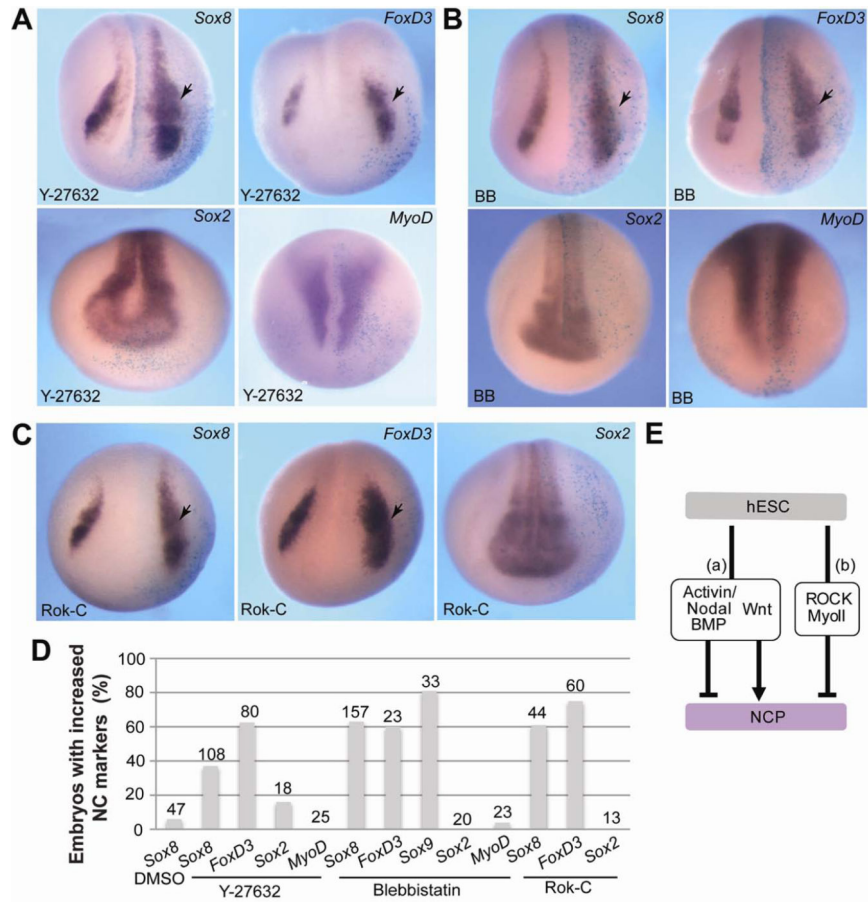 A
Sox8
Y-27632
FoxD3
Y-27632
Sox2
Y-27632
MyoD
Y-27632
B
Sox8
BB
FoxD3
BB
Sox2
BB
MyoD
BB
C
Sox8
Rok-C
FoxD3
Rok-C
Sox2
Rok-C
D
Embryos with increased
NC markers (%)
100
80
60
40
20
0
47
108
80
18
25
157
23
33
20
23
44
60
13
Sox8
Sox8
FoxD3
Sox2
MyoD
Sox8
FoxD3
Sox9
Sox2
MyoD
Sox8
FoxD3
Sox2
DMSO
Y-27632
Blebbistatin
Rok-C
E
hESC
(a)
(b)
Activin/
Nodal
BMP
Wnt
ROCK
MyoII
NCP